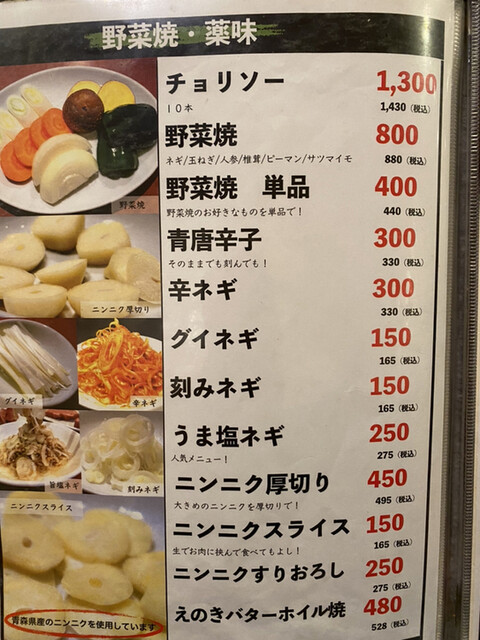 野菜焼・薬味
チョリソー 1,300
10本 1,430（税込）
野菜焼 800
ネギ/玉ねぎ/人参/椎茸/ピーマン/サツマイモ 880（税込）
野菜焼 単品 400
野菜焼のお好きなものを単品で！ 440（税込）
青唐辛子 300
そのままでも刻んでも！ 330（税込）
辛ネギ 300
330（税込）
グイネギ 150
165（税込）
刻みネギ 150
165（税込）
うま塩ネギ 250
人気メニュー！ 275（税込）
ニンニク厚切り 450
大きめのニンニクを厚切りで！ 495（税込）
ニンニクスライス 150
生でお肉に挟んで食べてもよし！ 165（税込）
ニンニクすりおろし 250
275（税込）
えのきバターホイル焼 480
528（税込）
野菜焼
ニンニク厚切り
グイネギ
辛ネギ
旨塩ネギ
刻みネギ
ニンニクスライス
青森県産のニンニクを使用しています